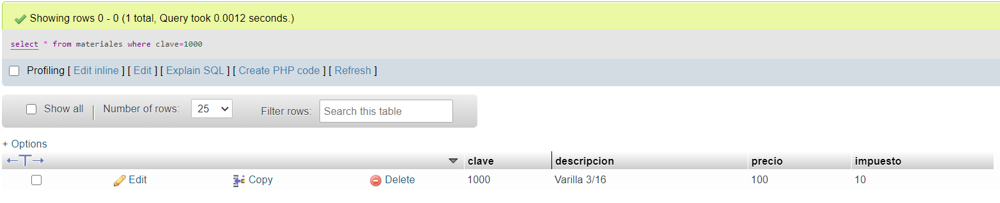 Showing rows 0 - 0 (1 total, Query took 0.0012 seconds.)
select * from materiales where clave=1000
Profiling [ Edit inline ] [ Edit ] [ Explain SQL ] [ Create PHP code ] [ Refresh ]
Show all | Number of rows: 25 Filter rows: Search this table
+ Options
←T→ clave descripcion precio impuesto
Edit Copy Delete 1000 Varilla 3/16 100 10